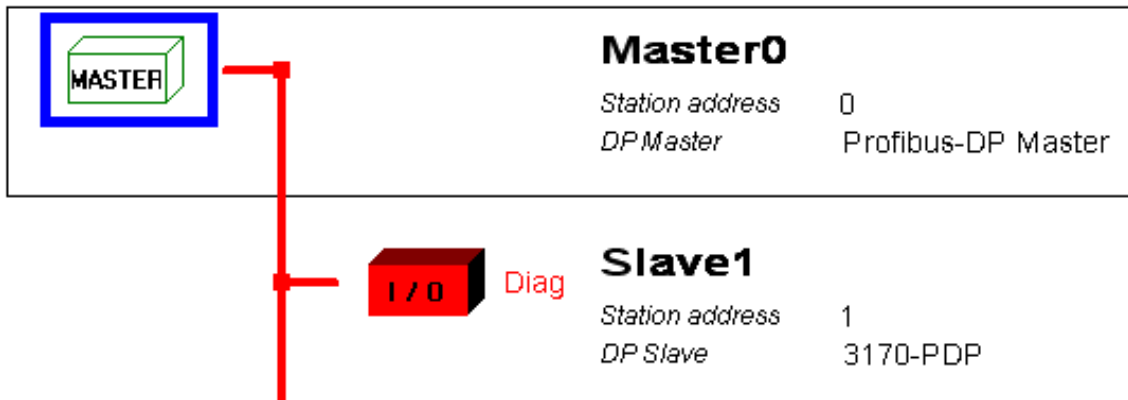 MASTER
Master0
Station address 0
DP Master Profibus-DP Master
I / O
Diag
Slave1
Station address 1
DP Slave 3170-PDP